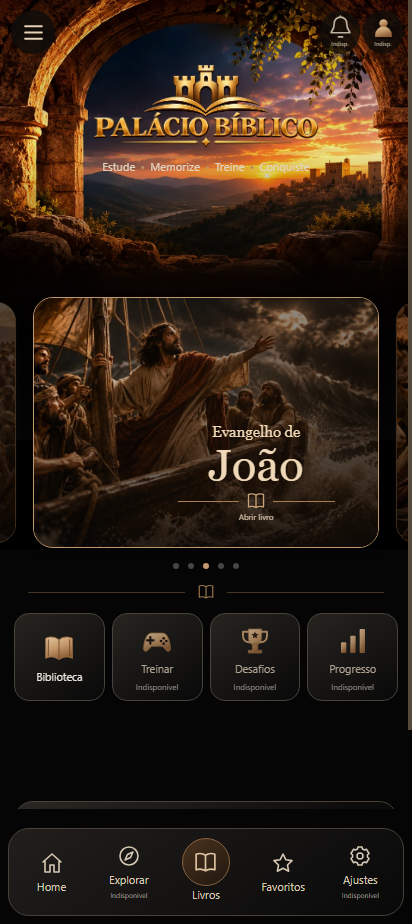 Indisp.
Indisp.
PALÁCIO BÍBLICO
Estude • Memorize • Treine • Conquiste
Evangelho de
João
Abrir livro
Biblioteca
Treinar
Indisponível
Desafios
Indisponível
Progresso
Indisponível
Home
Explorar
Indisponível
Livros
Favoritos
Ajustes
Indisponível